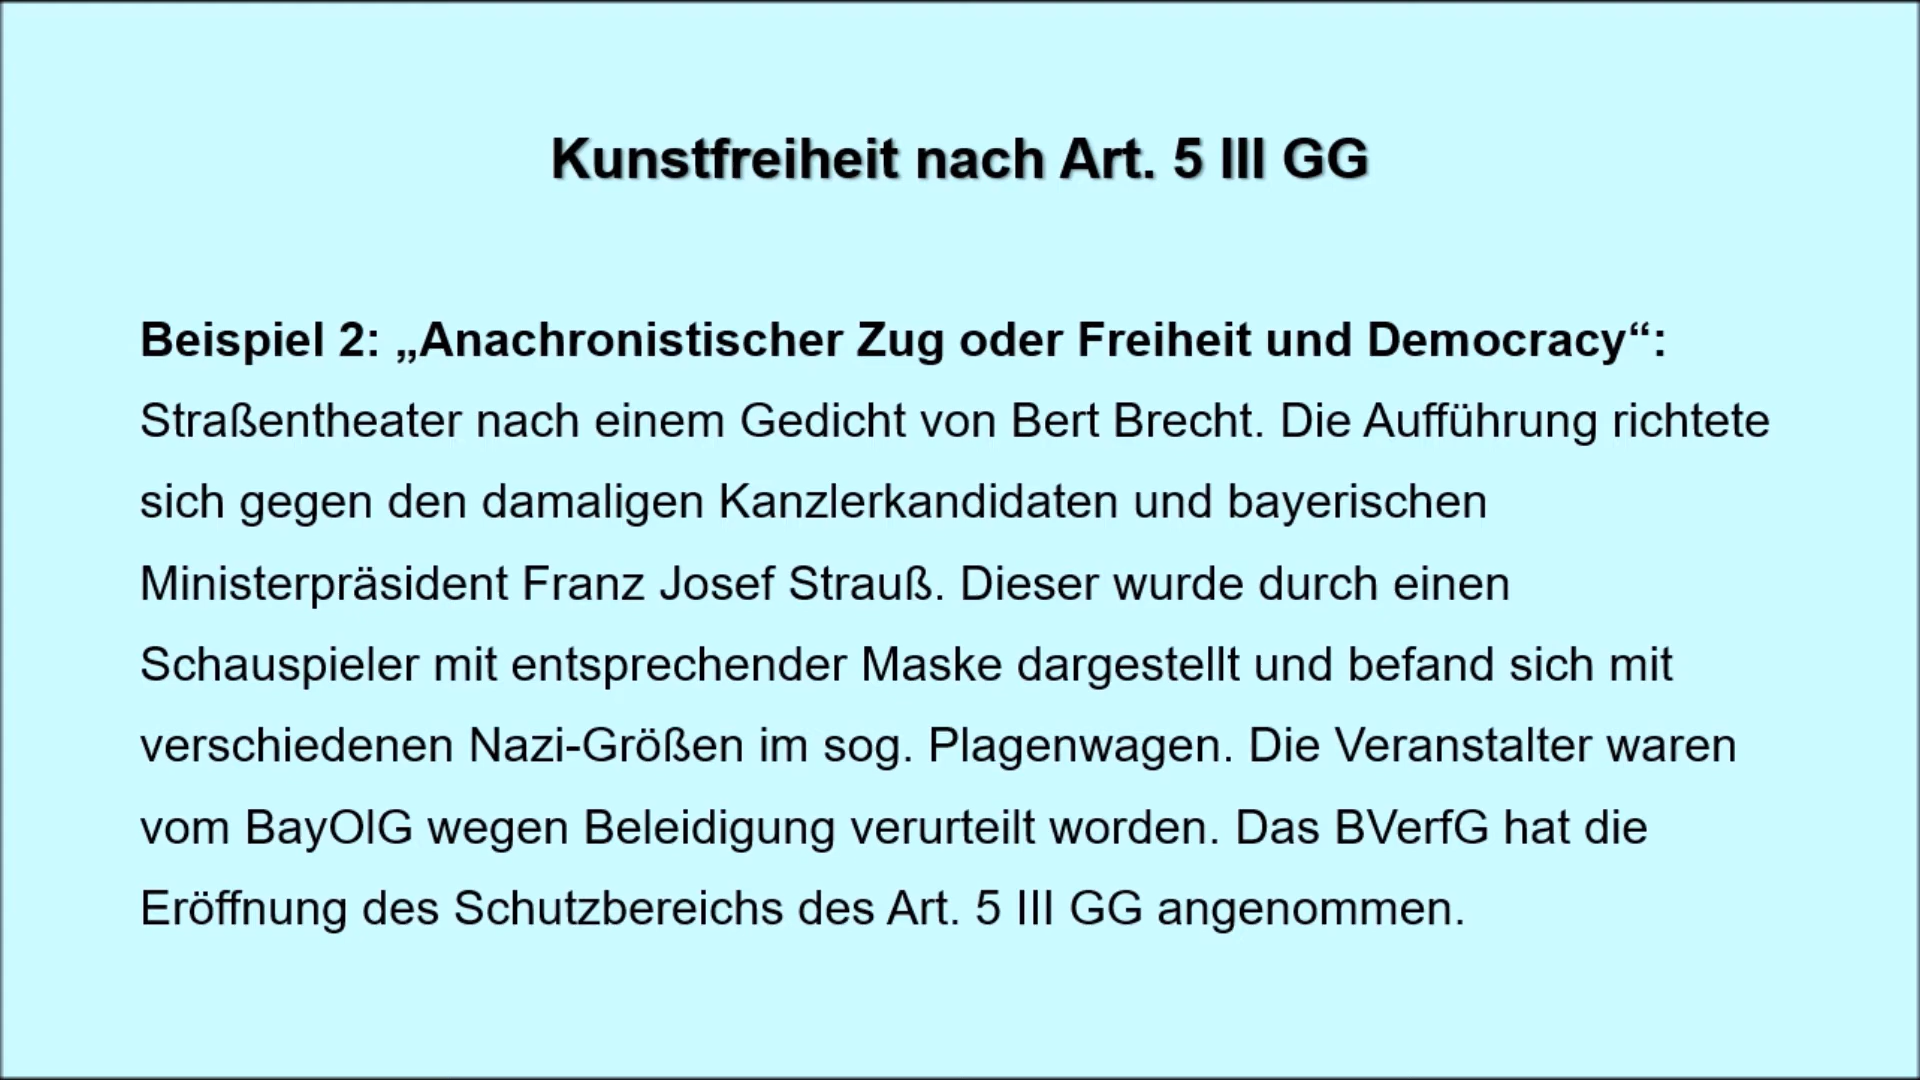 Kunstfreiheit nach Art. 5 III GG
Beispiel 2: „Anachronistischer Zug oder Freiheit und Democracy“:
Straßentheater nach einem Gedicht von Bert Brecht. Die Aufführung richtete
sich gegen den damaligen Kanzlerkandidaten und bayerischen
Ministerpräsident Franz Josef Strauß. Dieser wurde durch einen
Schauspieler mit entsprechender Maske dargestellt und befand sich mit
verschiedenen Nazi-Größen im sog. Plagenwagen. Die Veranstalter waren
vom BayOlG wegen Beleidigung verurteilt worden. Das BVerfG hat die
Eröffnung des Schutzbereichs des Art. 5 III GG angenommen.